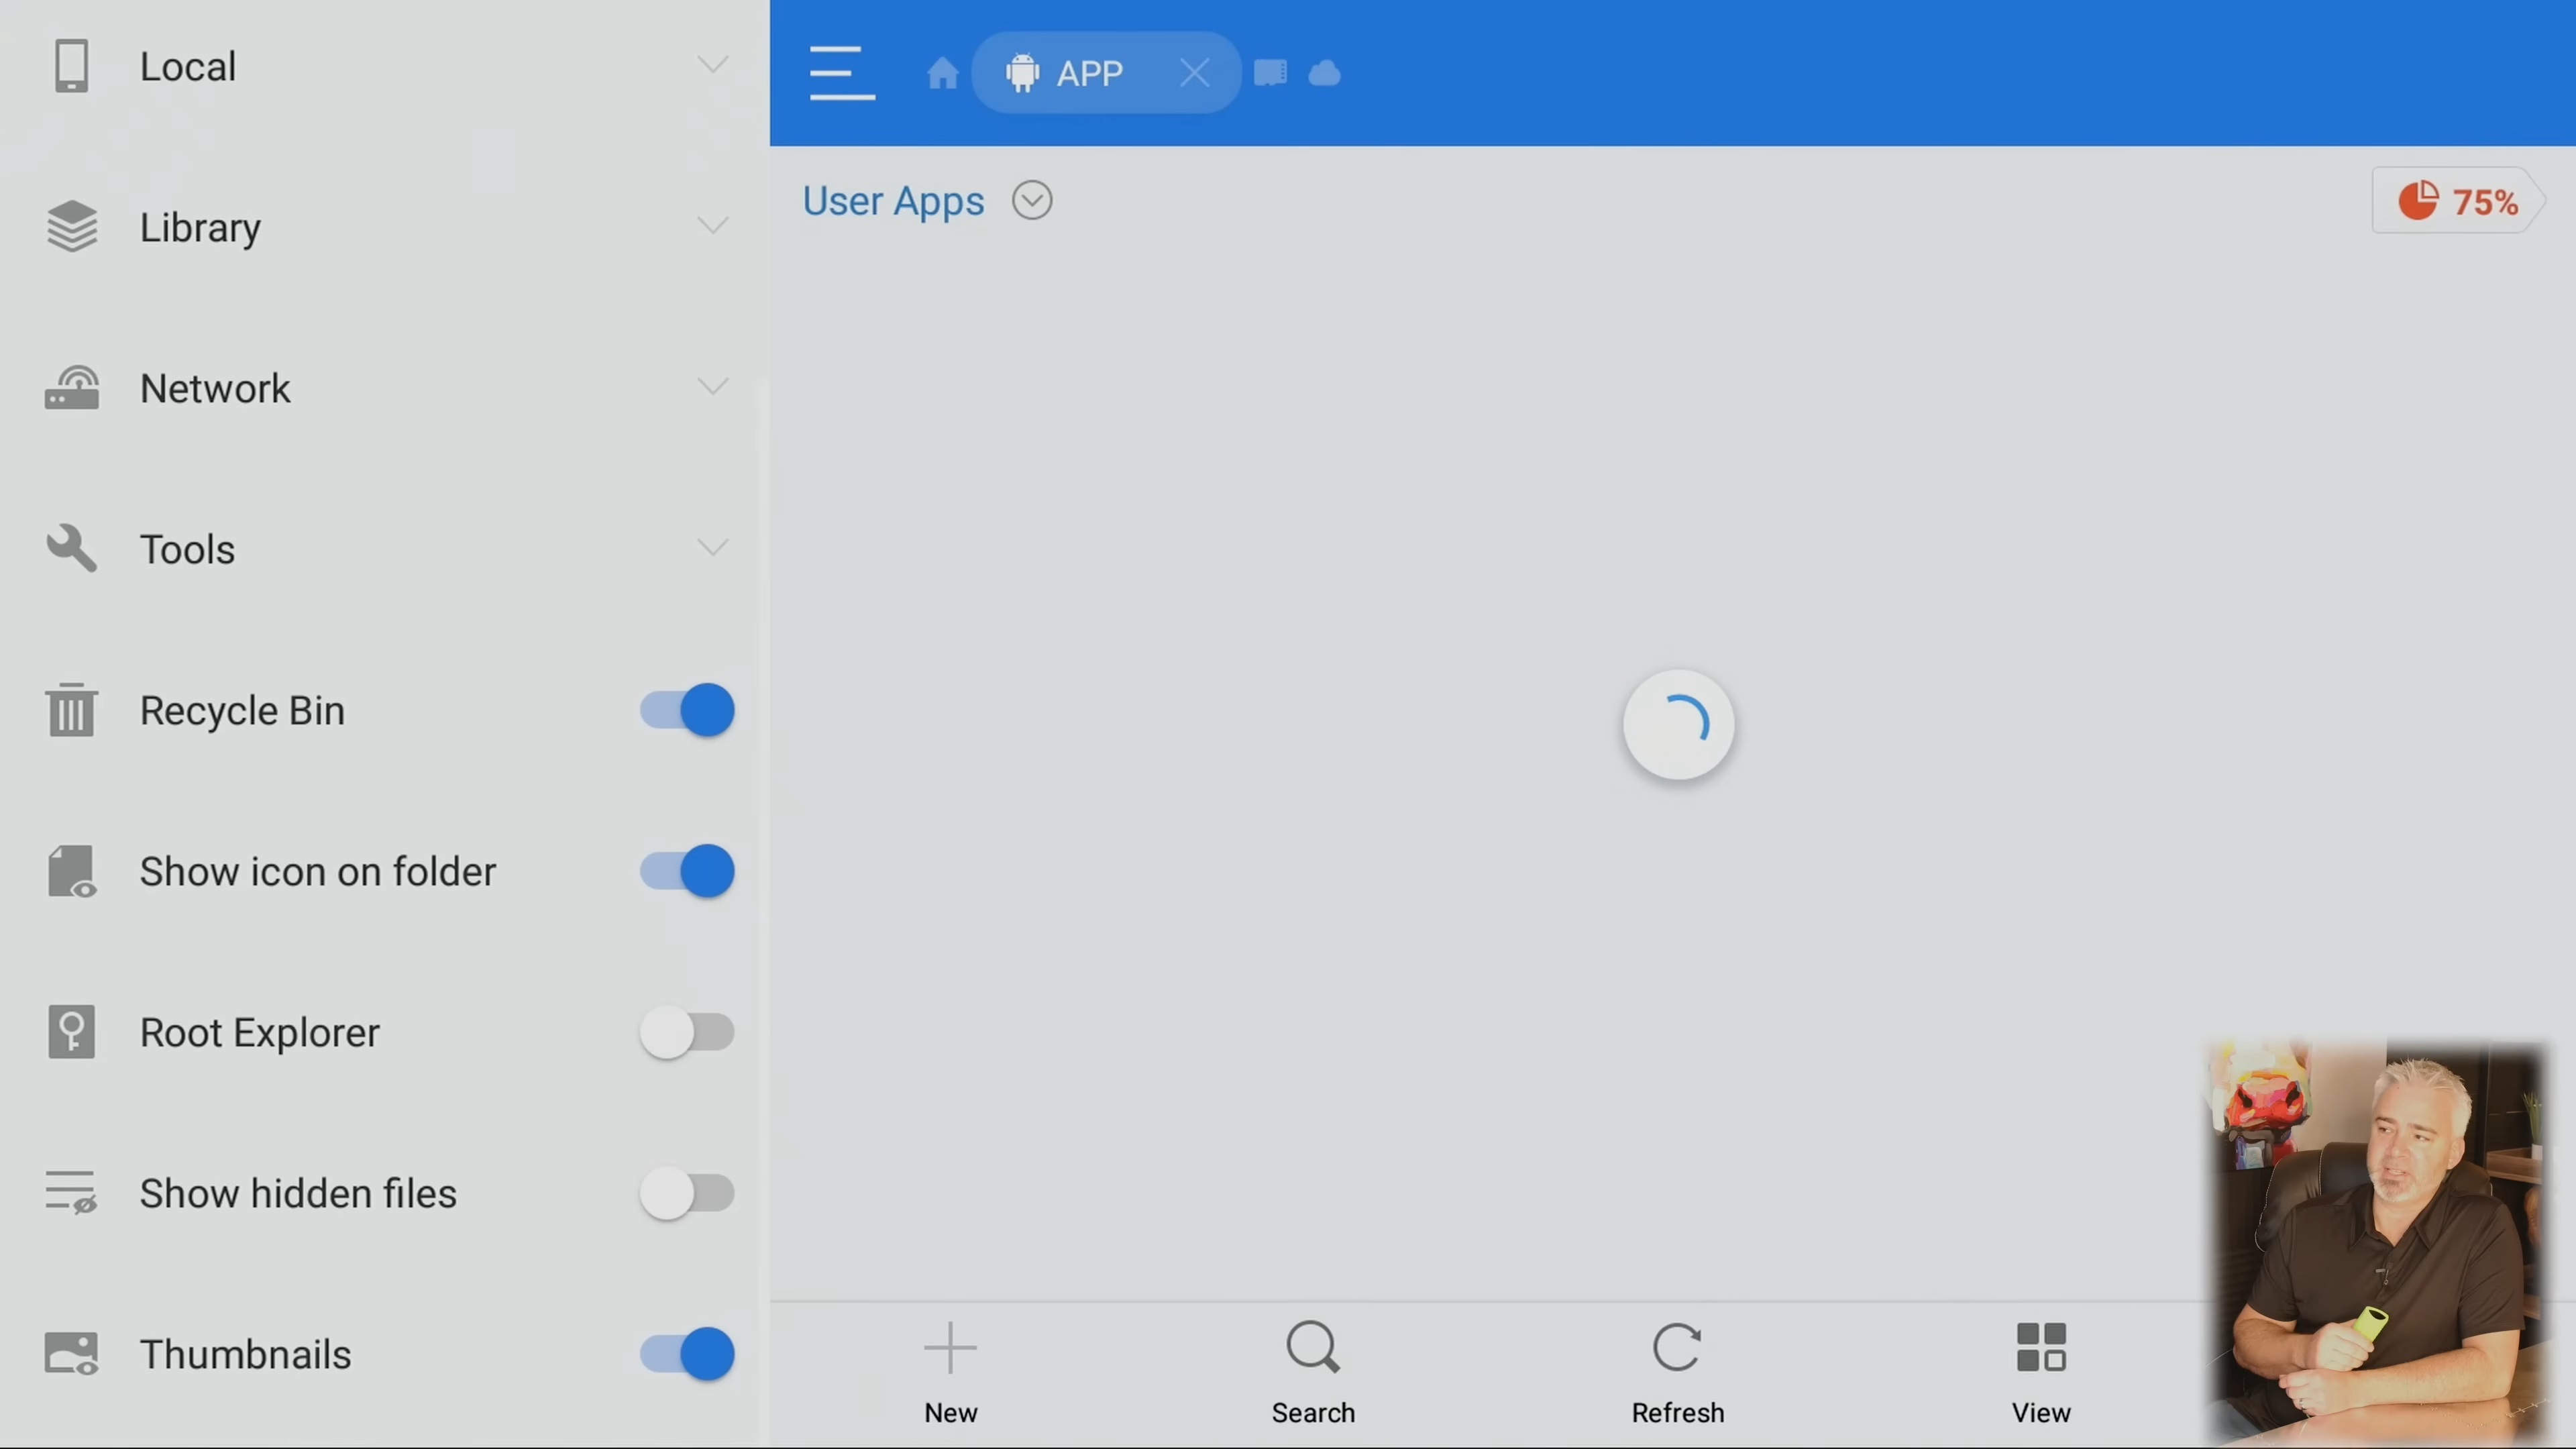 Local
Library
Network
Tools
Recycle Bin
Show icon on folder
Root Explorer
Show hidden files
Thumbnails
APP
User Apps
75%
New
Search
Refresh
View